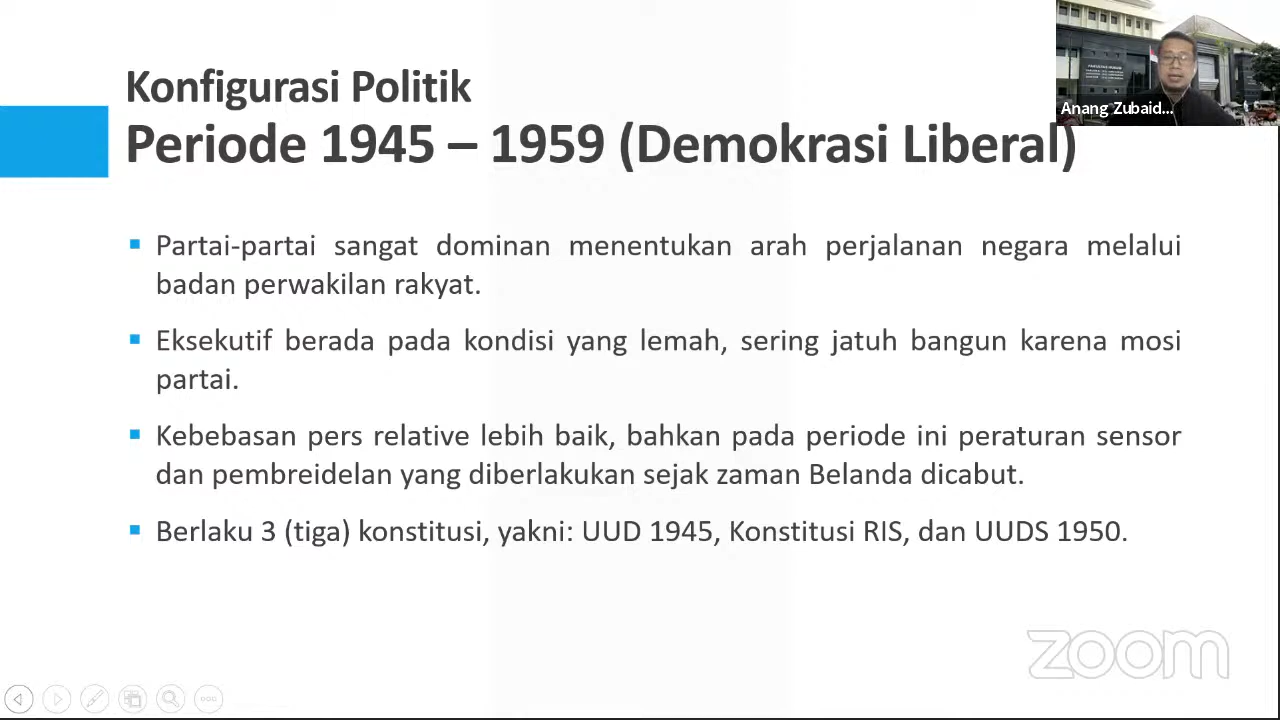 Konfigurasi Politik
Periode 1945 – 1959 (Demokrasi Liberal)
Anang Zubaid...
Partai-partai sangat dominan menentukan arah perjalanan negara melalui
badan perwakilan rakyat.
Eksekutif berada pada kondisi yang lemah, sering jatuh bangun karena mosi
partai.
Kebebasan pers relative lebih baik, bahkan pada periode ini peraturan sensor
dan pembreidelan yang diberlakukan sejak zaman Belanda dicabut.
Berlaku 3 (tiga) konstitusi, yakni: UUD 1945, Konstitusi RIS, dan UUDS 1950.
zoom